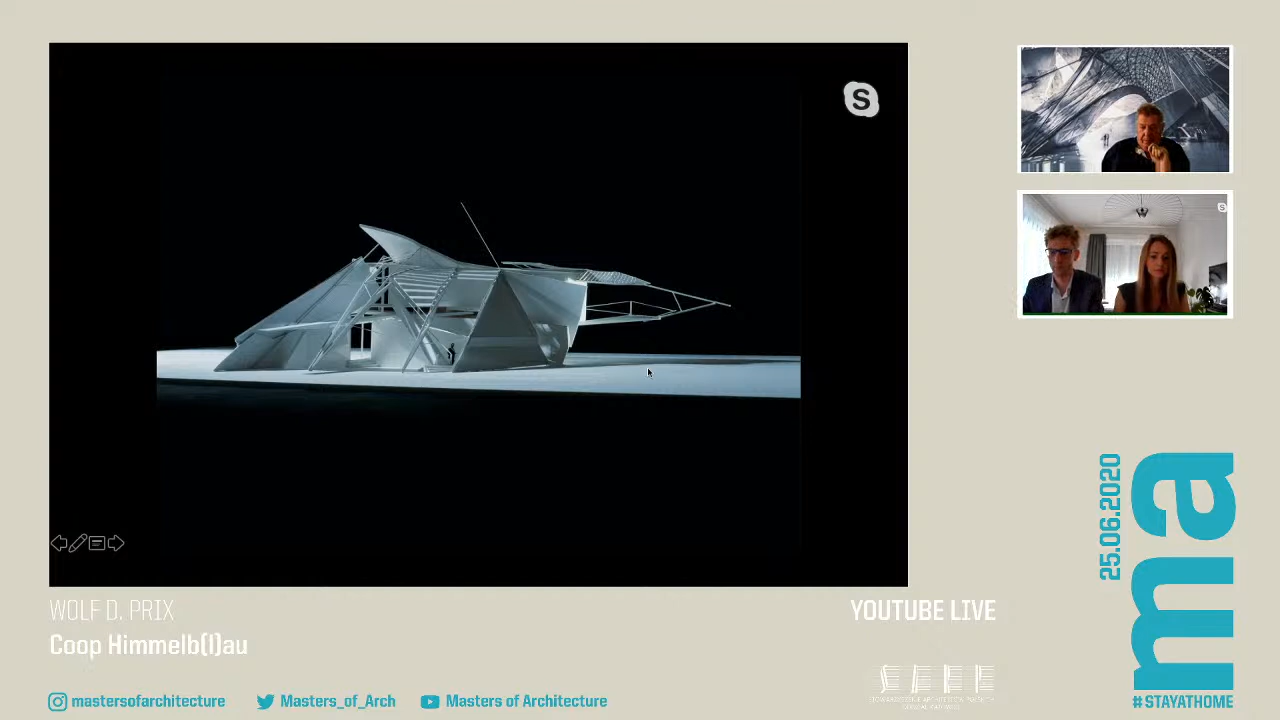 S
S
WOLF D. PRIX
Coop Himmelb(l)au
YOUTUBE LIVE
mastersofarchitecture
Masters_of_Arch
Masters of Architecture
25.06.2020
ma
#STAYATHOME